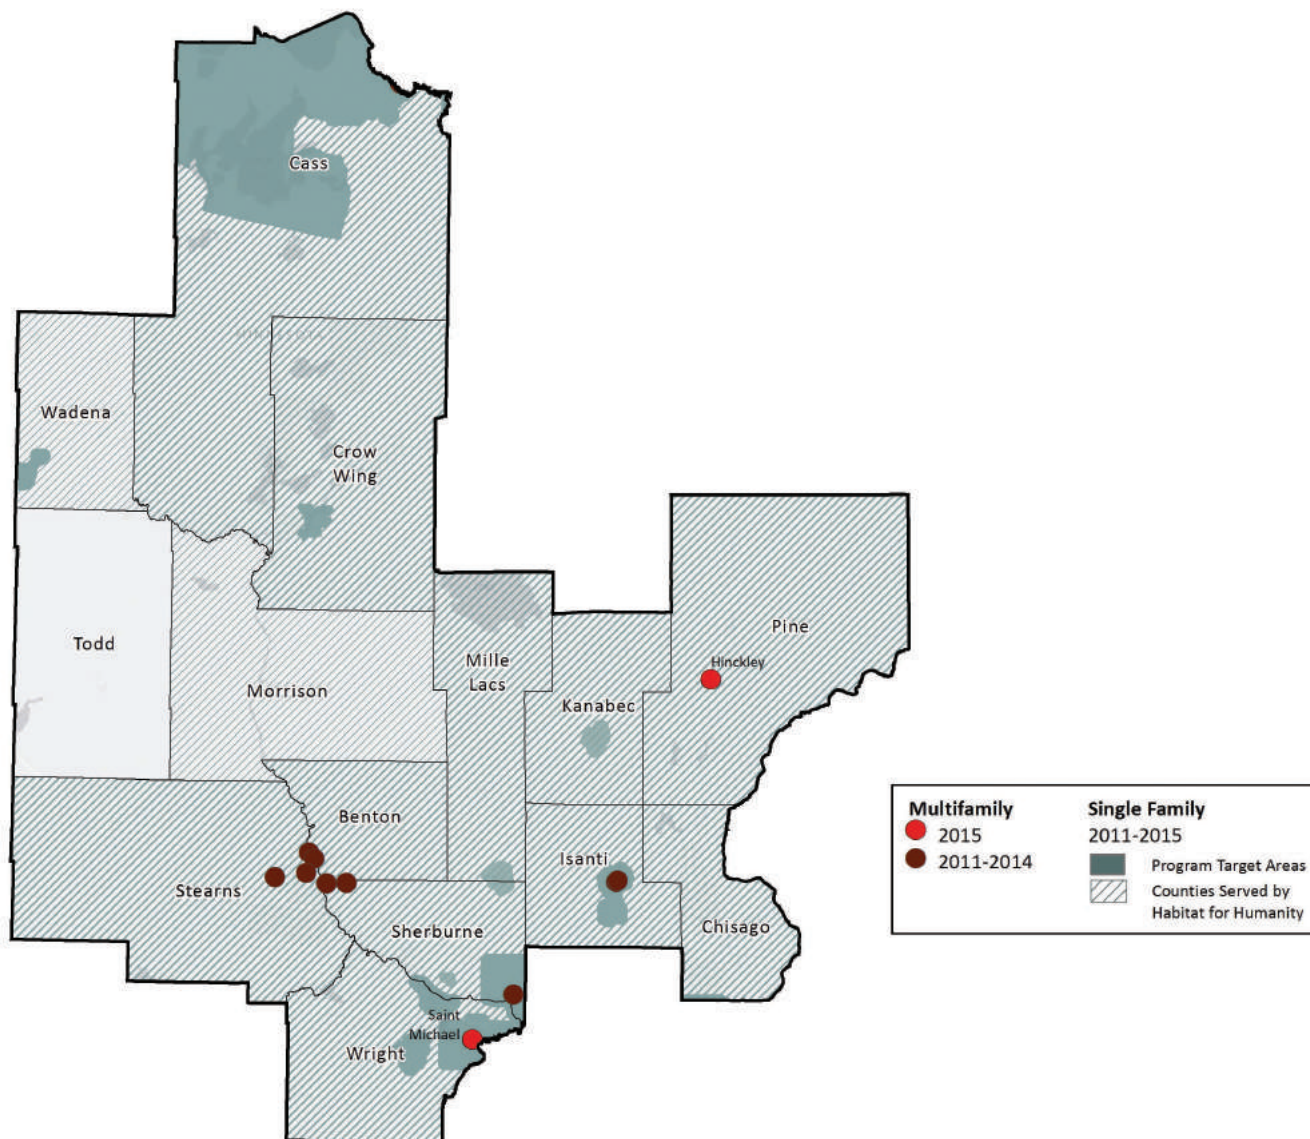 Cass
Wadena
Crow
Wing
Todd
Morrison
Mille
Lacs
Pine
Hinckley
Kanabec
Benton
Isanti
Stearns
Sherburne
Chisago
Saint
Michael
Wright
Multifamily
2015
2011-2014
Single Family
2011-2015
Program Target Areas
Counties Served by
Habitat for Humanity